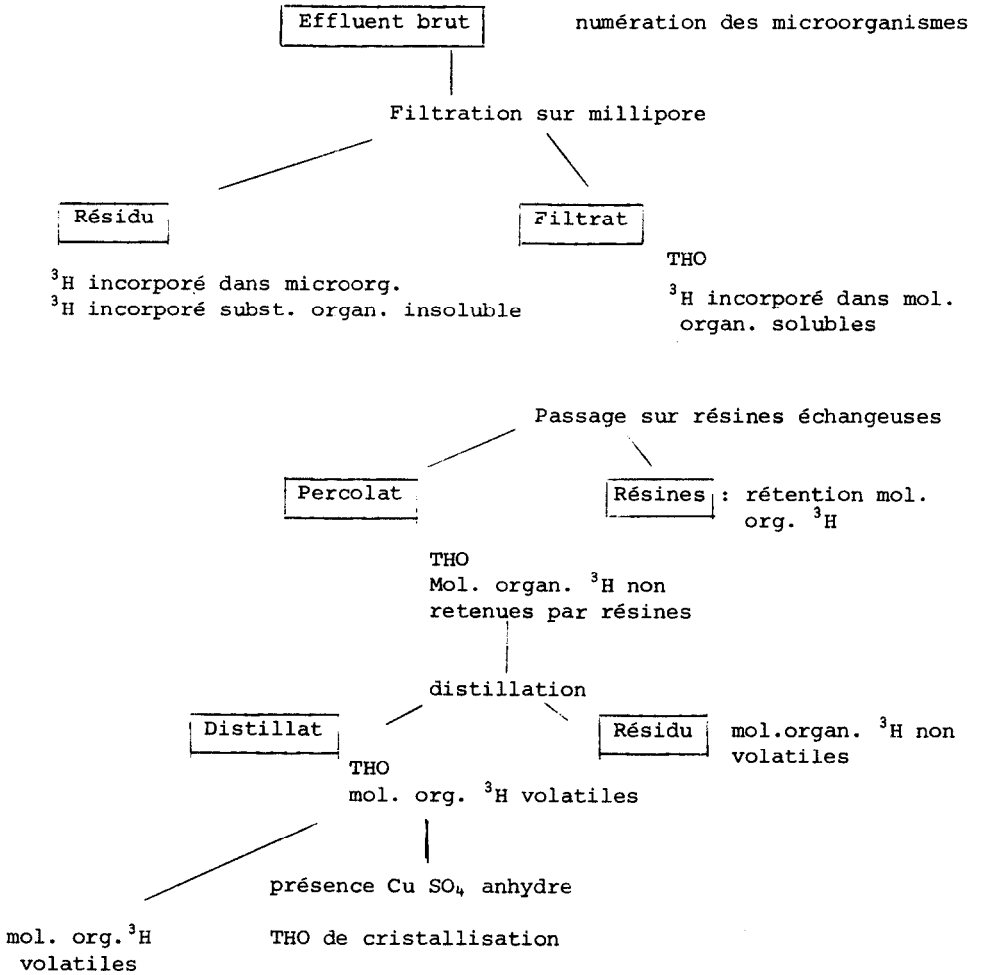 Effluent brut
numération des microorganismes
Filtration sur millipore
Résidu
Filtrat
³H incorporé dans microorg.
³H incorporé subst. organ. insoluble
THO
³H incorporé dans mol.
organ. solubles
Passage sur résines échangeuses
Percolat
Résines : rétention mol.
org. ³H
THO
Mol. organ. ³H non
retenues par résines
distillation
Distillat
Résidu mol.organ. ³H non
volatiles
THO
mol. org. ³H volatiles
présence Cu SO₄ anhydre
mol. org.³H
volatiles
THO de cristallisation